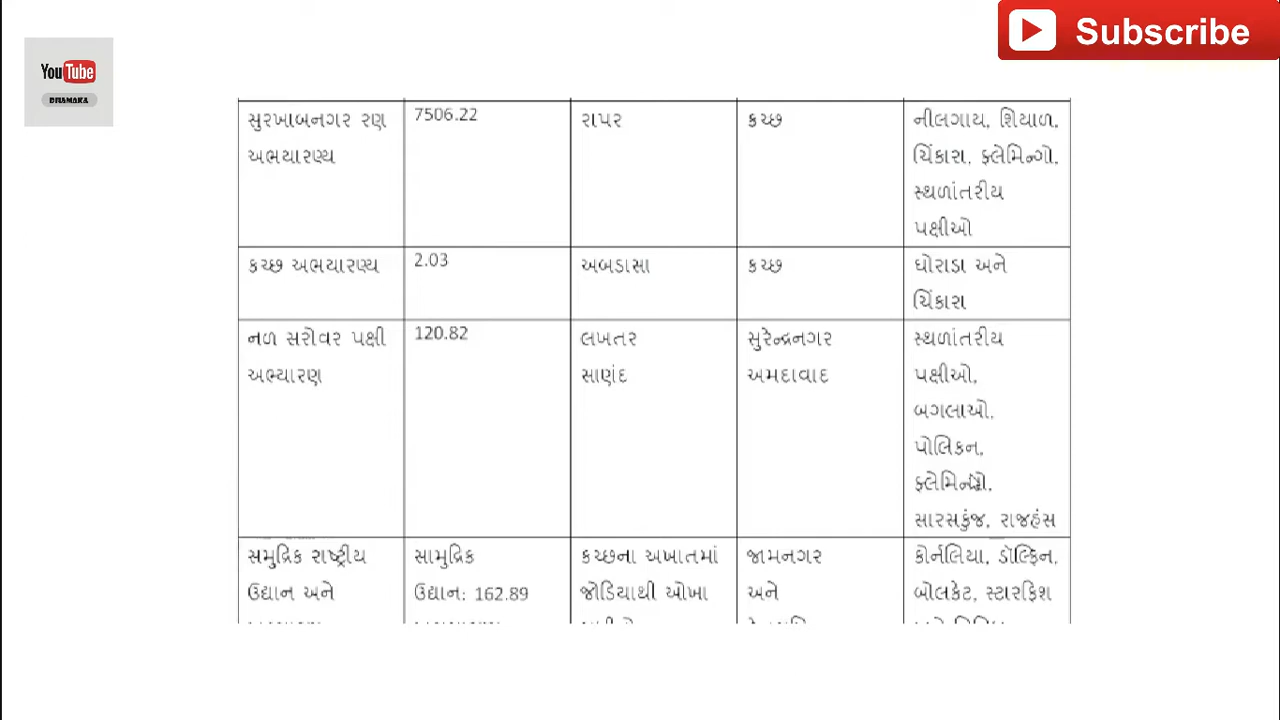 Subscribe
YouTube
સુરખાબનગર રણ
અભયારણ્ય
7506.22
રાપર
કચ્છ
નીલગાય, શિયાળ,
ચિંકારા, ફ્લેમિન્ગો,
સ્થળાંતરીય
પક્ષીઓ
કચ્છ અભયારણ્ય
2.03
અબડાસા
કચ્છ
ઘોરાડા અને
ચિંકારા
નળ સરોવર પક્ષી
અભ્યારણ
120.82
લખતર
સાણંદ
સુરેન્દ્રનગર
અમદાવાદ
સ્થળાંતરીય
પક્ષીઓ,
બગલાઓ,
પોલિકન,
ફ્લેમિન્ગો,
સારસકુંજ, રાજહંસ
સમુદ્રિક રાષ્ટ્રીય
ઉદ્યાન અને
સામુદ્રિક
ઉદ્યાન: 162.89
કચ્છના અખાતમાં
જોડિયાથી ઓખા
જામનગર
અને
કોર્નલિયા, ડૉલ્ફિન,
બોલકેટ, સ્ટારફિશ